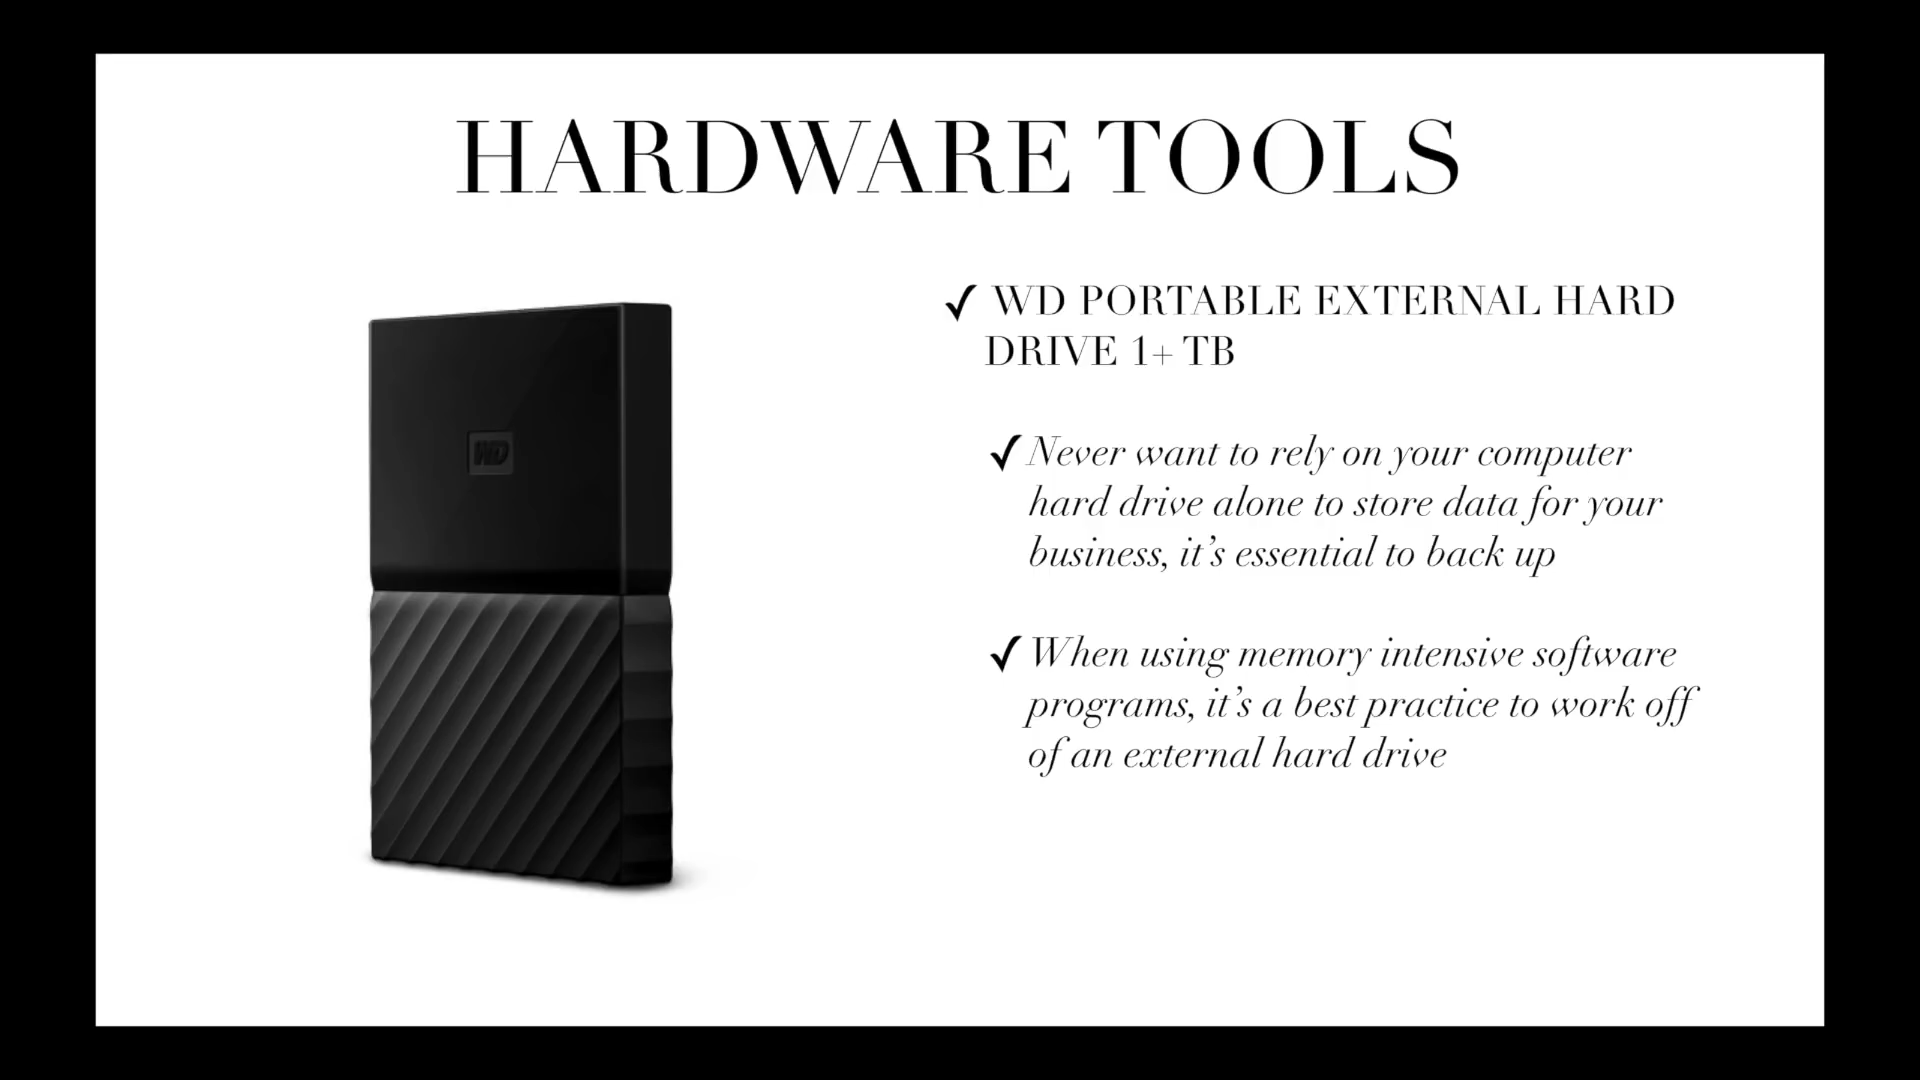 HARDWARE TOOLS
WD
✓ WD PORTABLE EXTERNAL HARD
DRIVE 1+ TB
✓ Never want to rely on your computer
hard drive alone to store data for your
business, it’s essential to back up
✓ When using memory intensive software
programs, it’s a best practice to work off
of an external hard drive